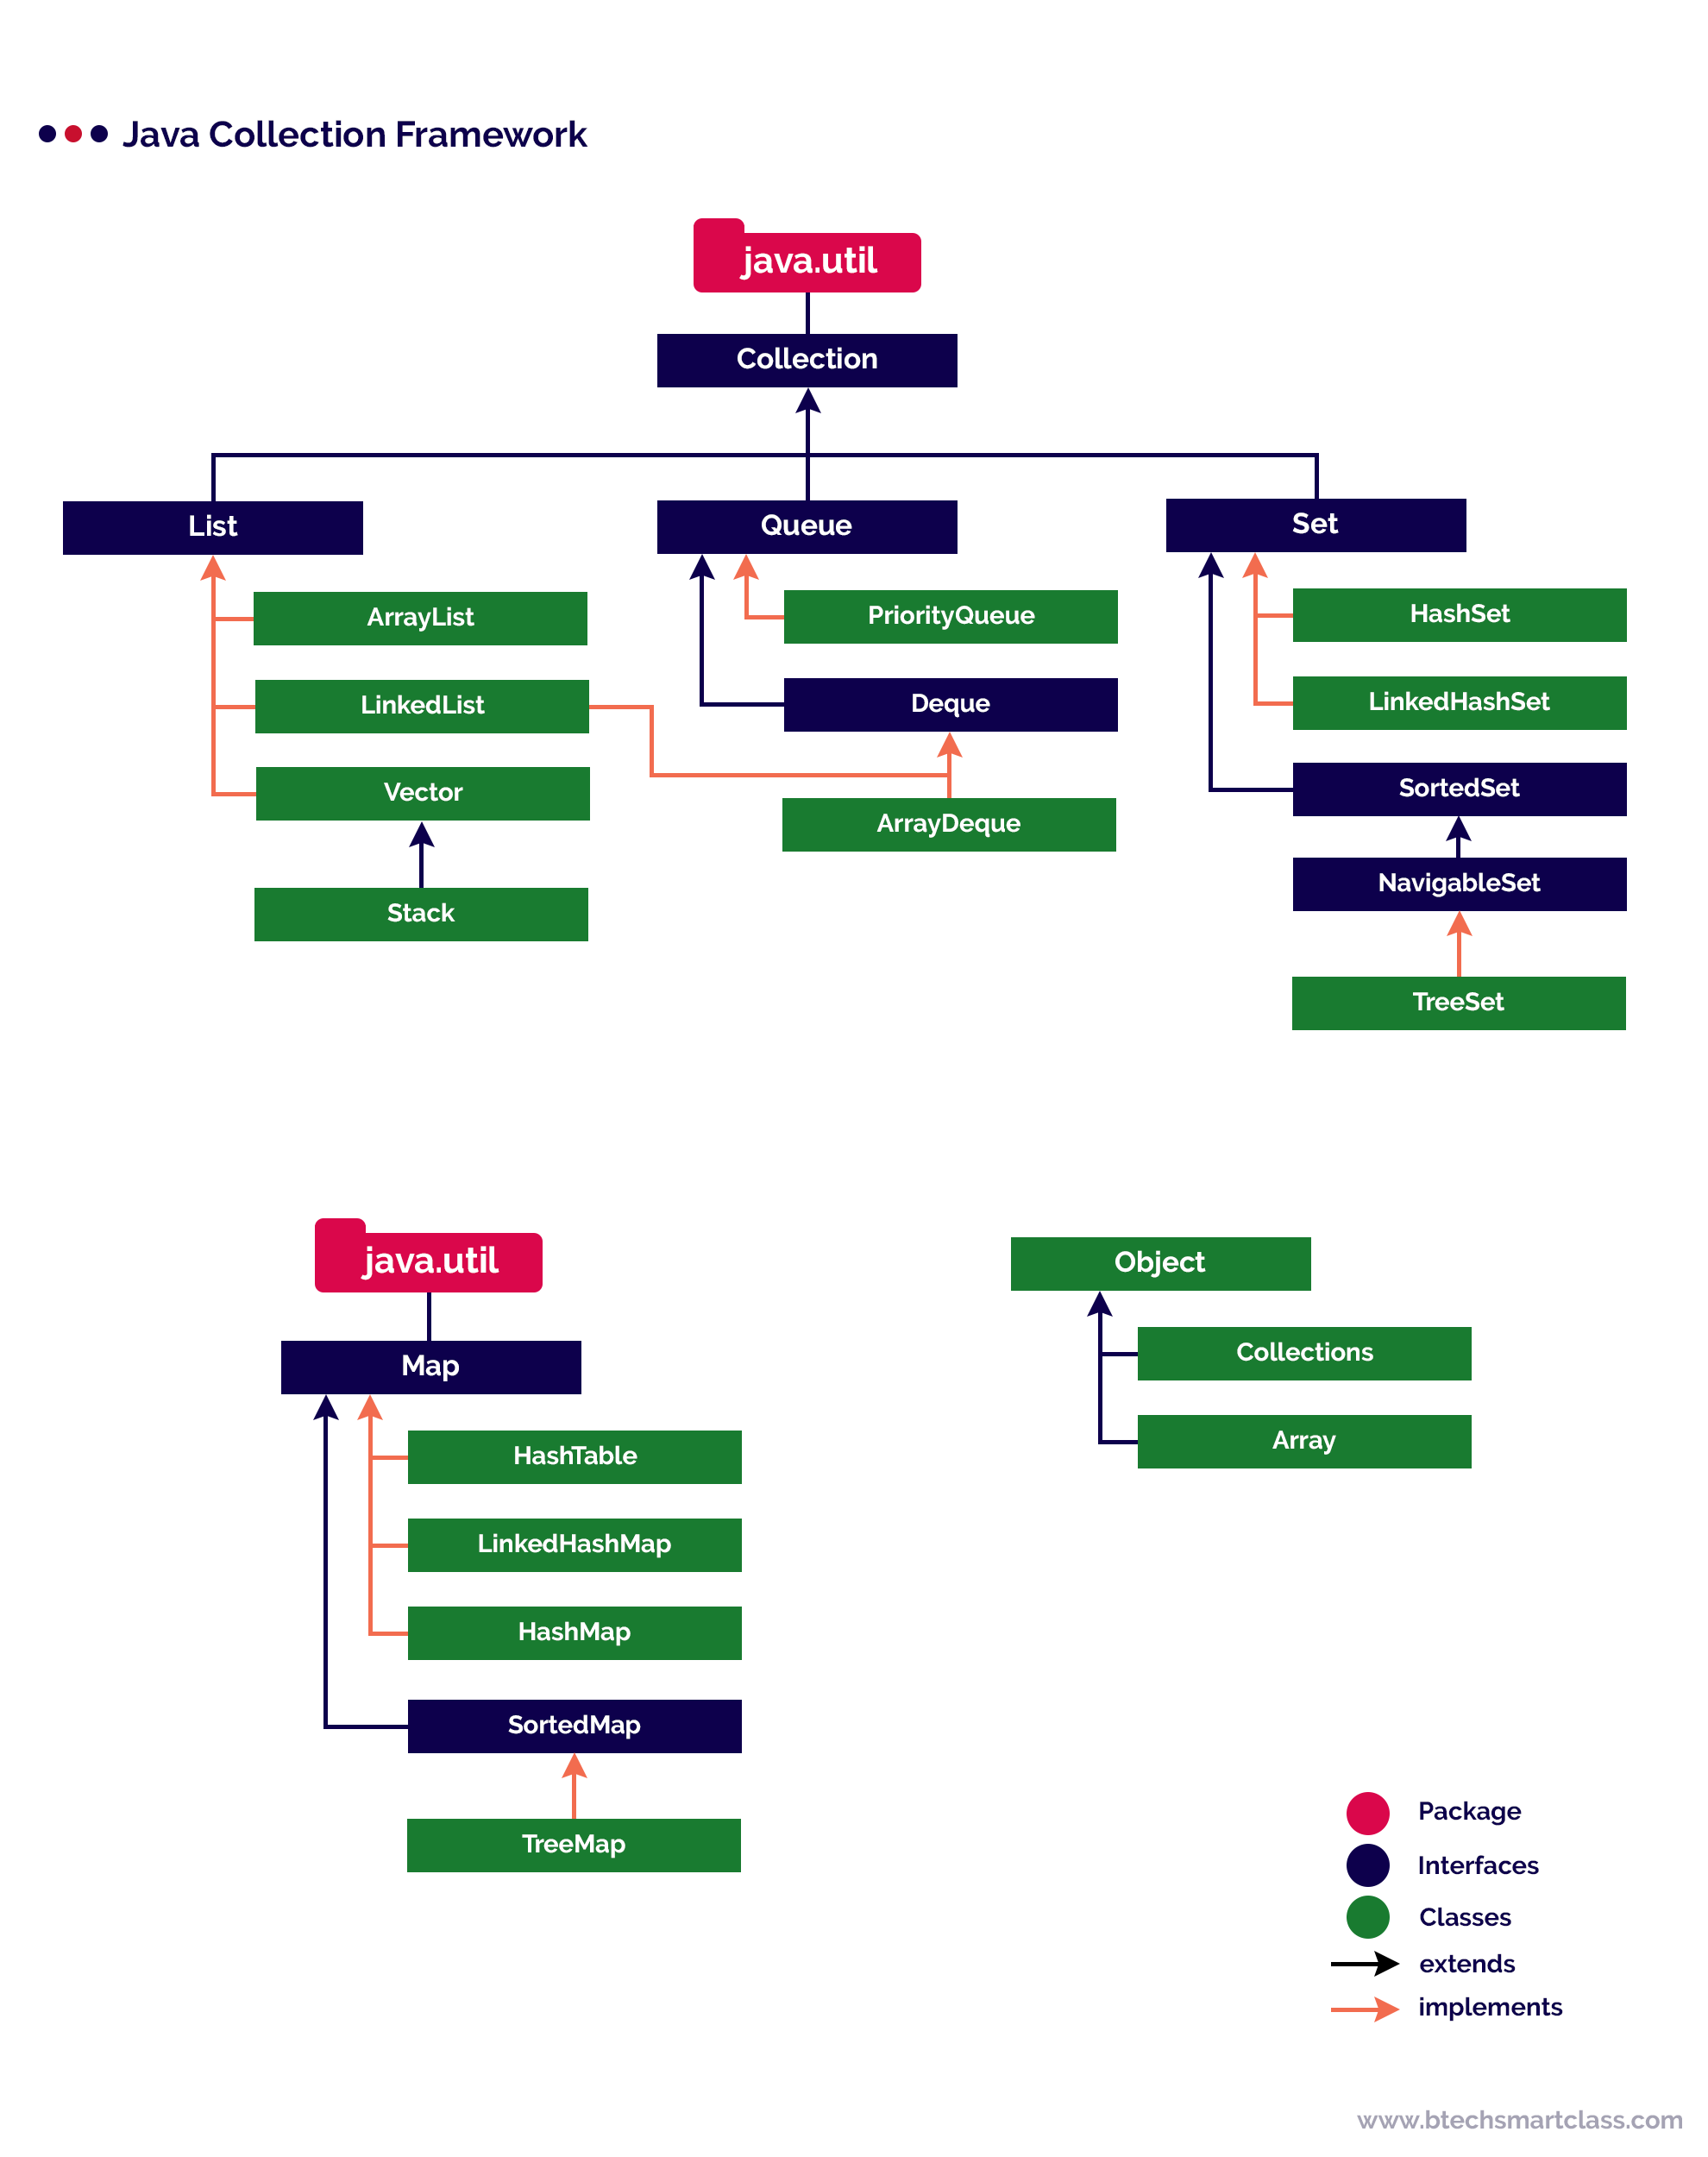 Java Collection Framework
java.util
Collection
List
Queue
Set
ArrayList
PriorityQueue
HashSet
LinkedList
Deque
LinkedHashSet
Vector
ArrayDeque
SortedSet
Stack
NavigableSet
TreeSet
java.util
Map
HashTable
LinkedHashMap
HashMap
SortedMap
TreeMap
Object
Collections
Array
Package
Interfaces
Classes
extends
implements
www.btechsmartclass.com